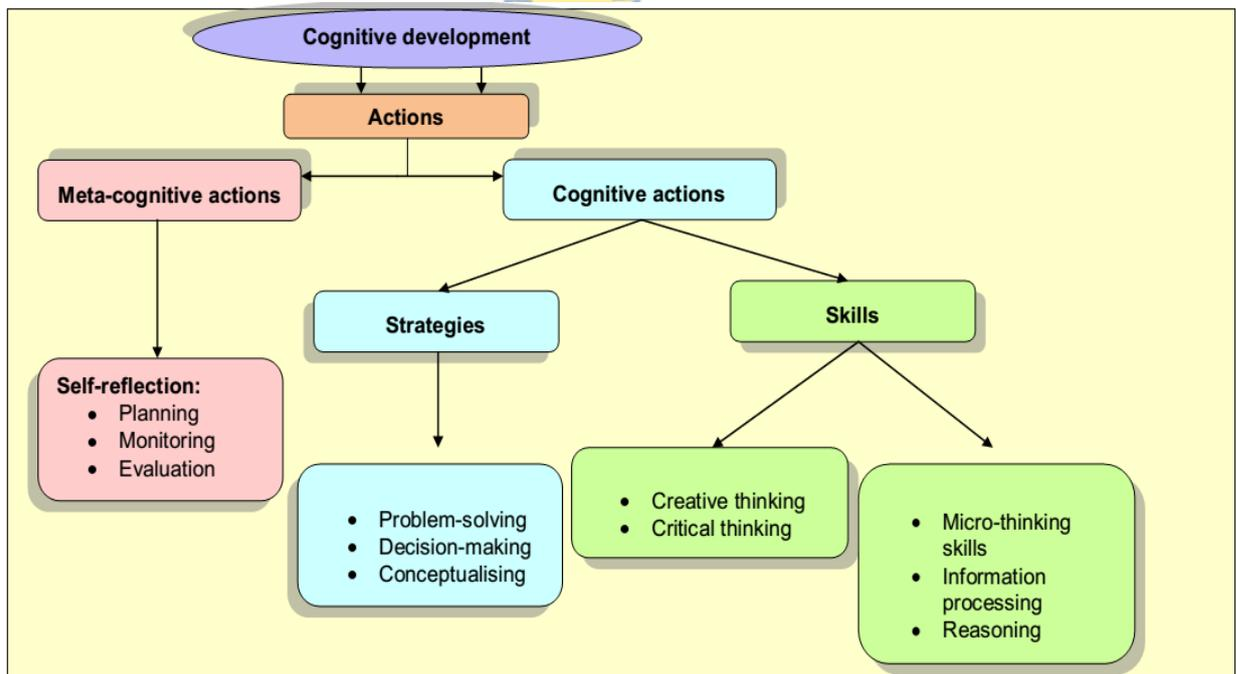 Cognitive development
Actions
Meta-cognitive actions
Cognitive actions
Strategies
Skills
Self-reflection:
• Planning
• Monitoring
• Evaluation
• Problem-solving
• Decision-making
• Conceptualising
• Creative thinking
• Critical thinking
• Micro-thinking
skills
• Information
processing
• Reasoning